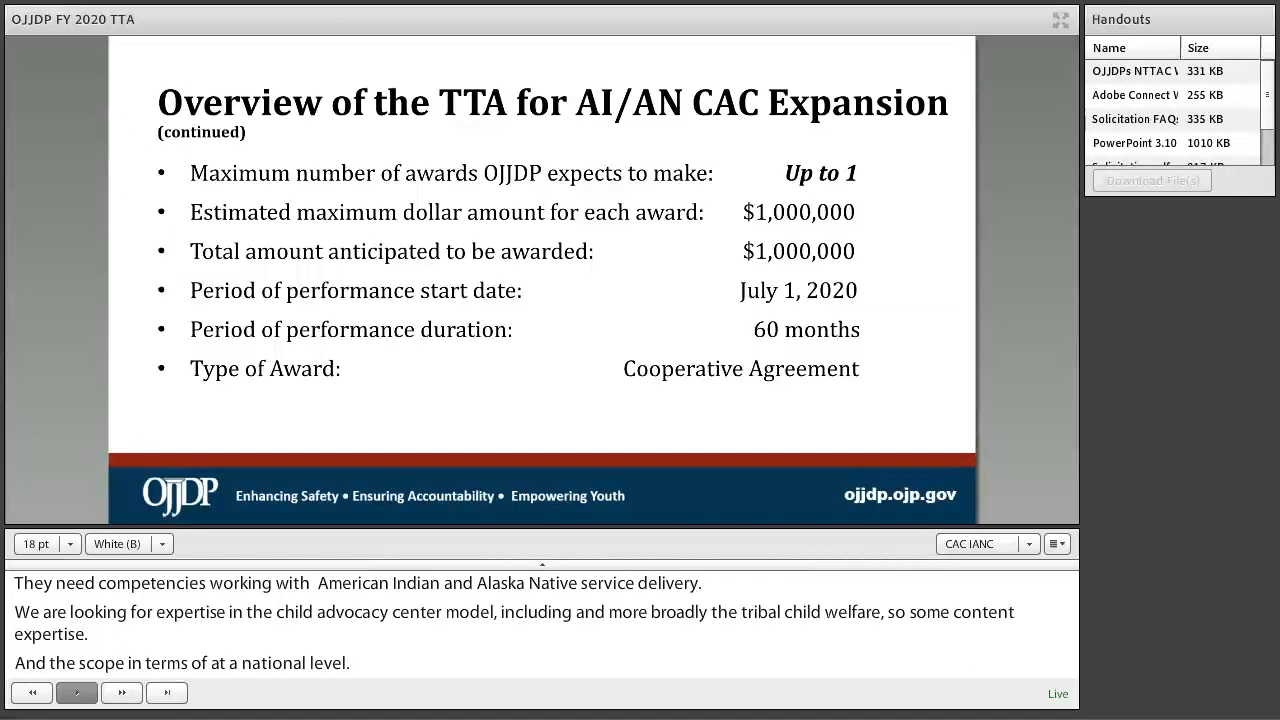 OJJDP FY 2020 TTA
Overview of the TTA for AI/AN CAC Expansion
(continued)
• Maximum number of awards OJJDP expects to make: Up to 1
• Estimated maximum dollar amount for each award: $1,000,000
• Total amount anticipated to be awarded: $1,000,000
• Period of performance start date: July 1, 2020
• Period of performance duration: 60 months
• Type of Award: Cooperative Agreement
OJJDP Enhancing Safety • Ensuring Accountability • Empowering Youth ojjdp.ojp.gov
18 pt White (B) CAC IANC
They need competencies working with American Indian and Alaska Native service delivery.
We are looking for expertise in the child advocacy center model, including and more broadly the tribal child welfare, so some content
expertise.
And the scope in terms of at a national level.
Live
Handouts
Name Size
OJJDPs NTTAC 331 KB
Adobe Connect 255 KB
Solicitation FAQs 335 KB
PowerPoint 3.10 1010 KB
Download File(s)